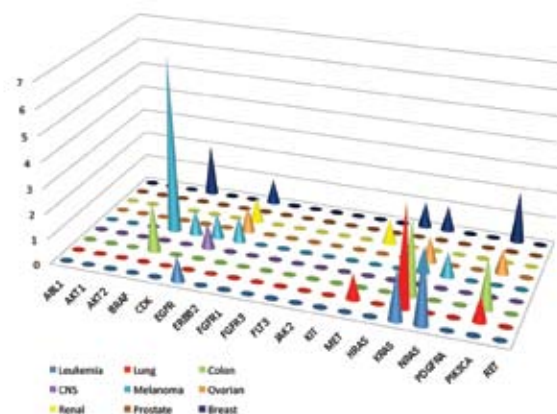 7
6
5
4
3
2
1
0
ABL1
AKT1
AKT2
BRAF
CDK
EGFR
ERBB2
FGFR1
FGFR3
FLT3
JAK2
KIT
MET
HRAS
KRAS
NRAS
PDGFRA
PIK3CA
RET
Leukemia
Lung
Colon
CNS
Melanoma
Ovarian
Renal
Prostate
Breast